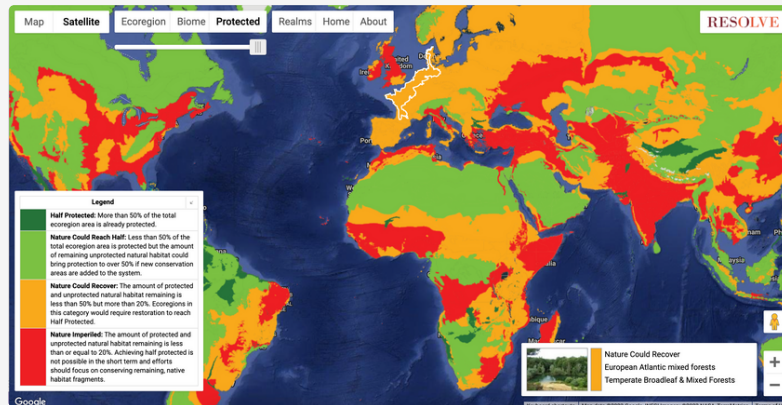 Map Satellite Ecoregion Biome Protected Realms Home About
RESOLVE
Legend
Half Protected: More than 50% of the total
ecoregion area is already protected.
Nature Could Reach Half: Less than 50% of the
total ecoregion area is protected but the amount
of remaining unprotected natural habitat could
bring protection to over 50% if new conservation
areas are added to the system.
Nature Could Recover: The amount of protected
and unprotected natural habitat remaining is
less than 50% but more than 20%. Ecoregions in
this category would require restoration to reach
Half Protected.
Nature Imperiled: The amount of protected and
unprotected natural habitat remaining is less
than or equal to 20%. Achieving half protected is
not possible in the short term and efforts
should focus on conserving remaining, native
habitat fragments.
Nature Could Recover
European Atlantic mixed forests
Temperate Broadleaf & Mixed Forests
+
−
Google